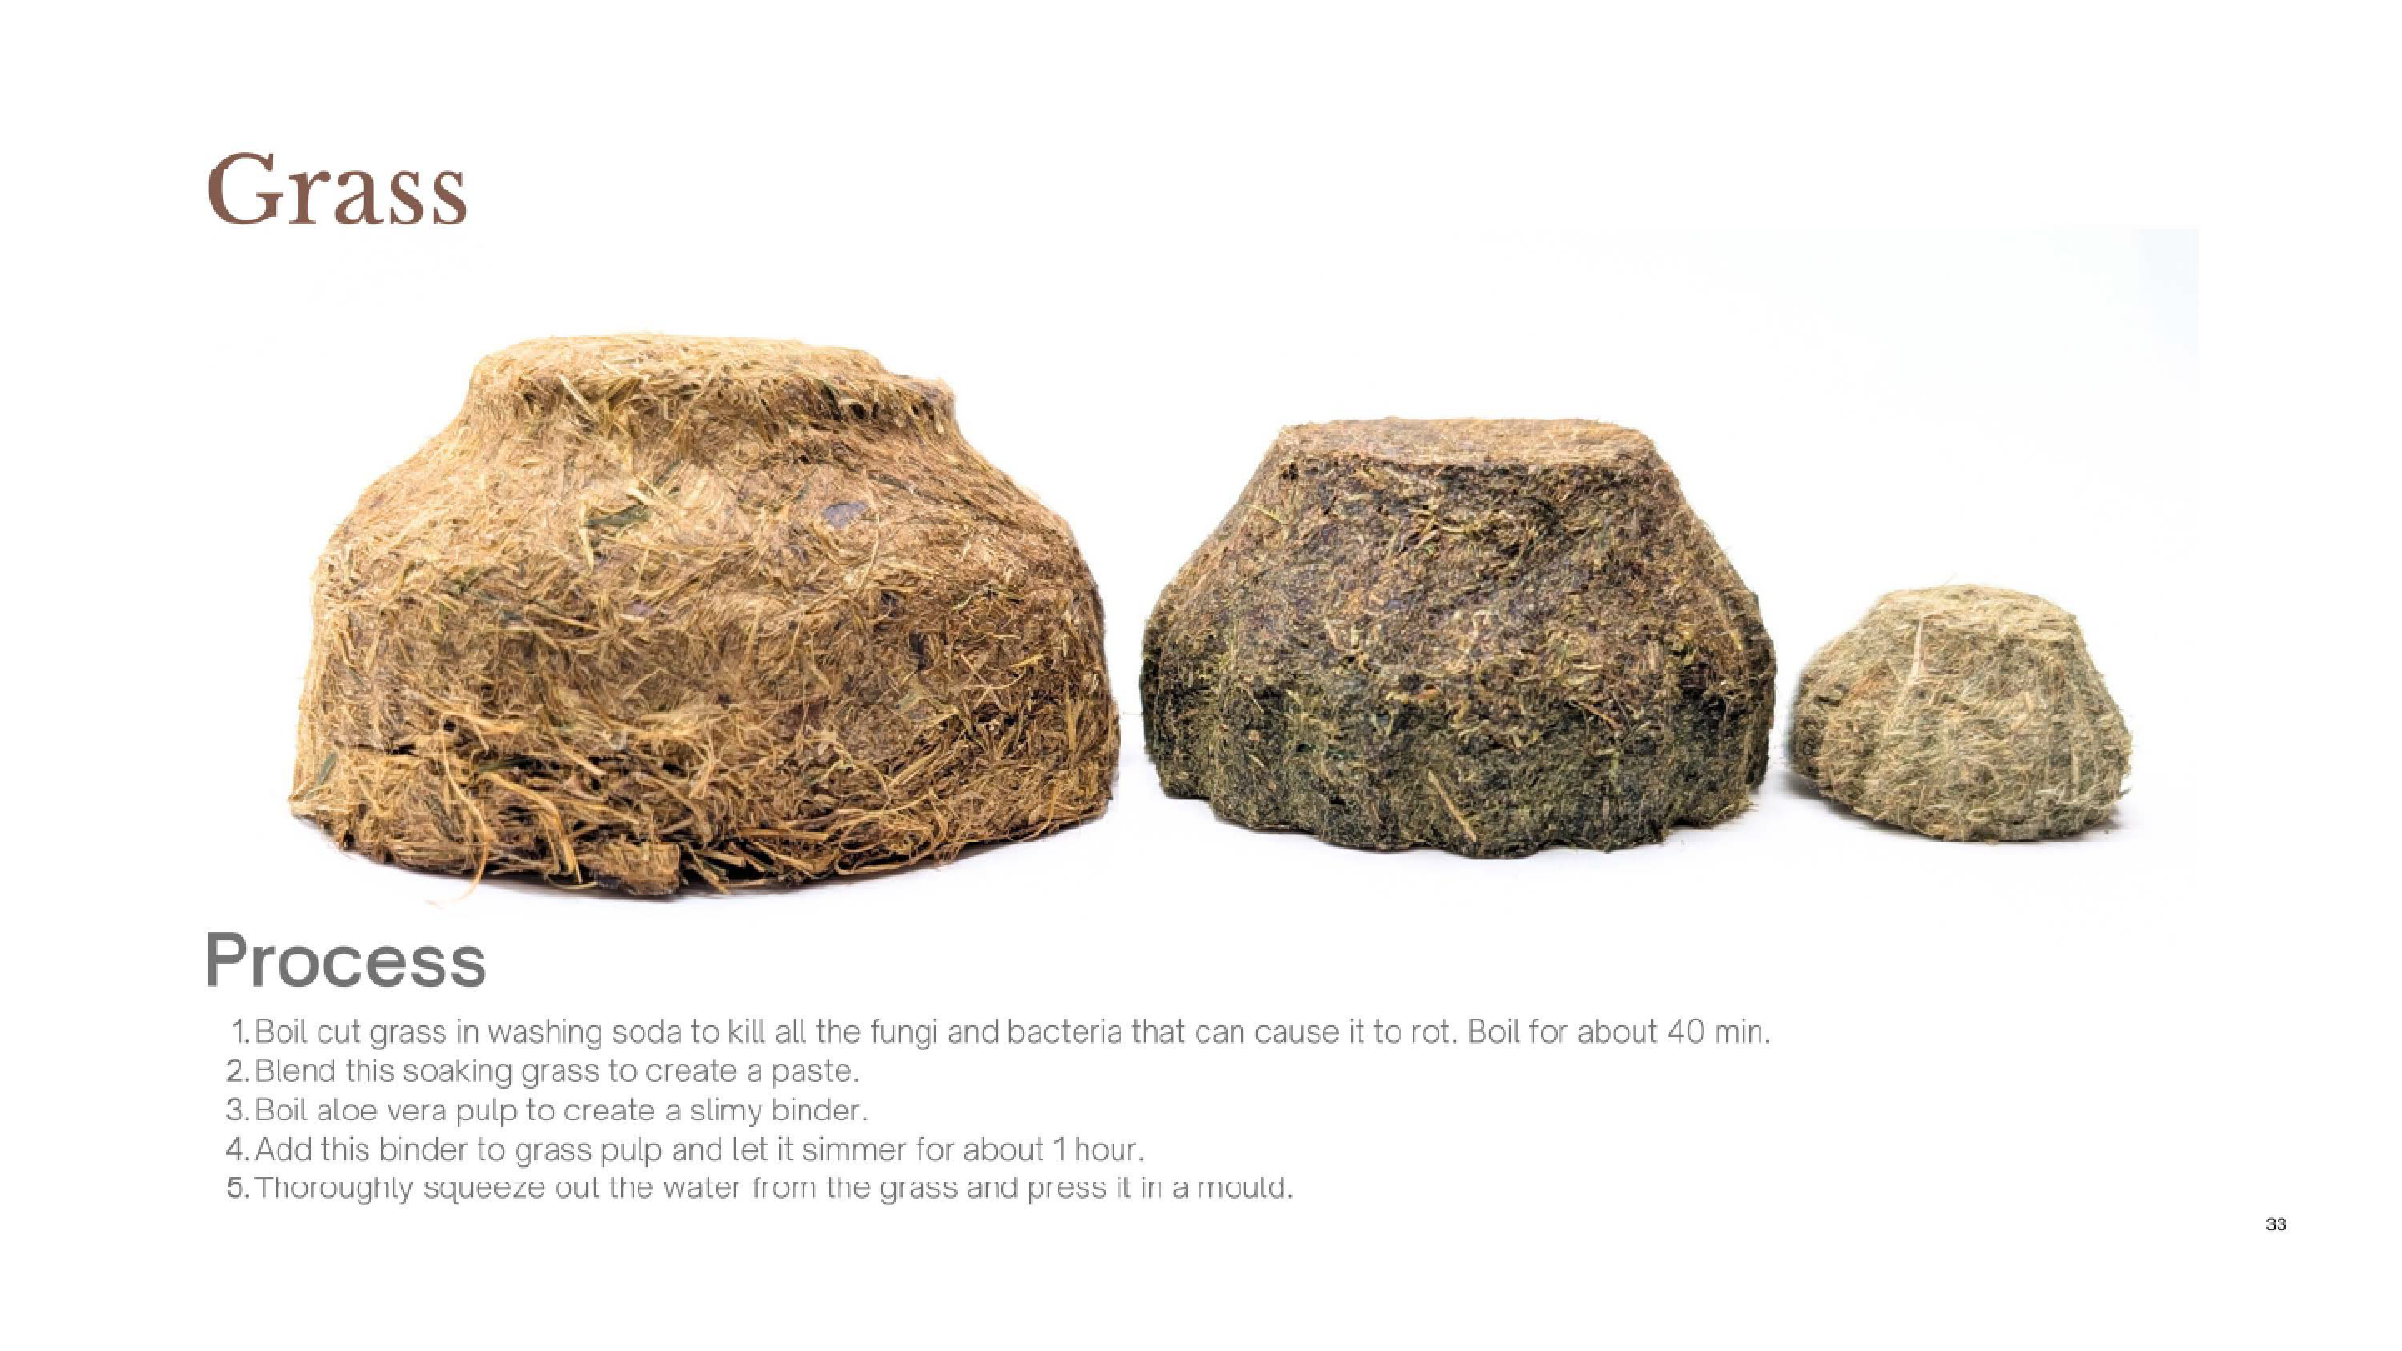 Grass
Process
1. Boil cut grass in washing soda to kill all the fungi and bacteria that can cause it to rot. Boil for about 40 min.
2. Blend this soaking grass to create a paste.
3. Boil aloe vera pulp to create a slimy binder.
4. Add this binder to grass pulp and let it simmer for about 1 hour.
5. Thoroughly squeeze out the water from the grass and press it in a mould.
33